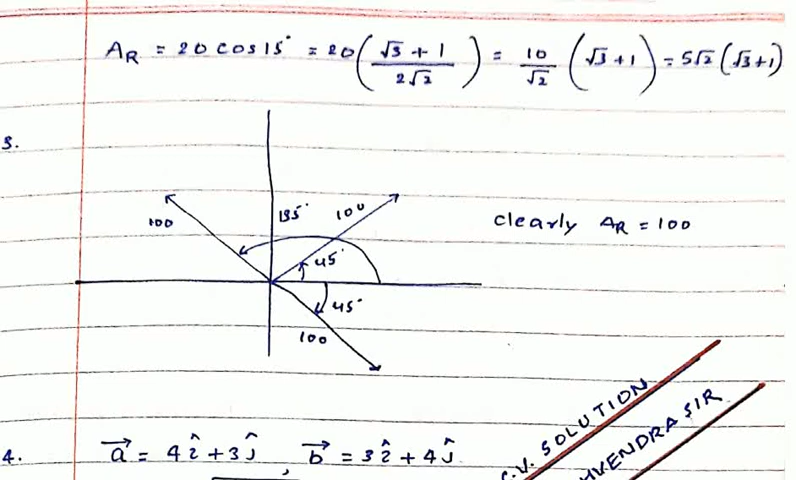 A_R = 20 cos 15° = 20 ( (√3 + 1) / 2√2 ) = 10/√2 ( √3 + 1 ) = 5√2 (√3 + 1)
3.
135°
100
100
clearly A_R = 100
45°
45°
100
4. a⃗ = 4î + 3ĵ , b⃗ = 3î + 4ĵ
C.V. SOLUTION
SIR